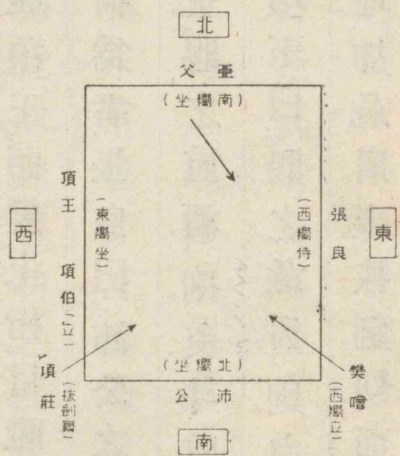 北
亞父
(南嚮坐)
東
張良
(西嚮侍)
樊噲
(西嚮立)
項王 項伯(立)
(東嚮坐)
西
項莊
(拔劍舞)
(北嚮坐)
沛公
南